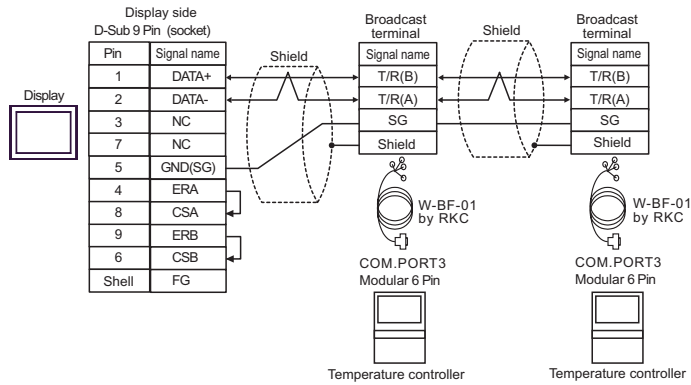 Display side
D-Sub 9 Pin (socket)
Pin Signal name
1 DATA+
2 DATA-
3 NC
7 NC
5 GND(SG)
4 ERA
8 CSA
9 ERB
6 CSB
Shell FG
Display
Shield
Broadcast
terminal
Signal name
T/R(B)
T/R(A)
SG
Shield
W-BF-01
by RKC
COM.PORT3
Modular 6 Pin
Temperature controller
Shield
Broadcast
terminal
Signal name
T/R(B)
T/R(A)
SG
Shield
W-BF-01
by RKC
COM.PORT3
Modular 6 Pin
Temperature controller